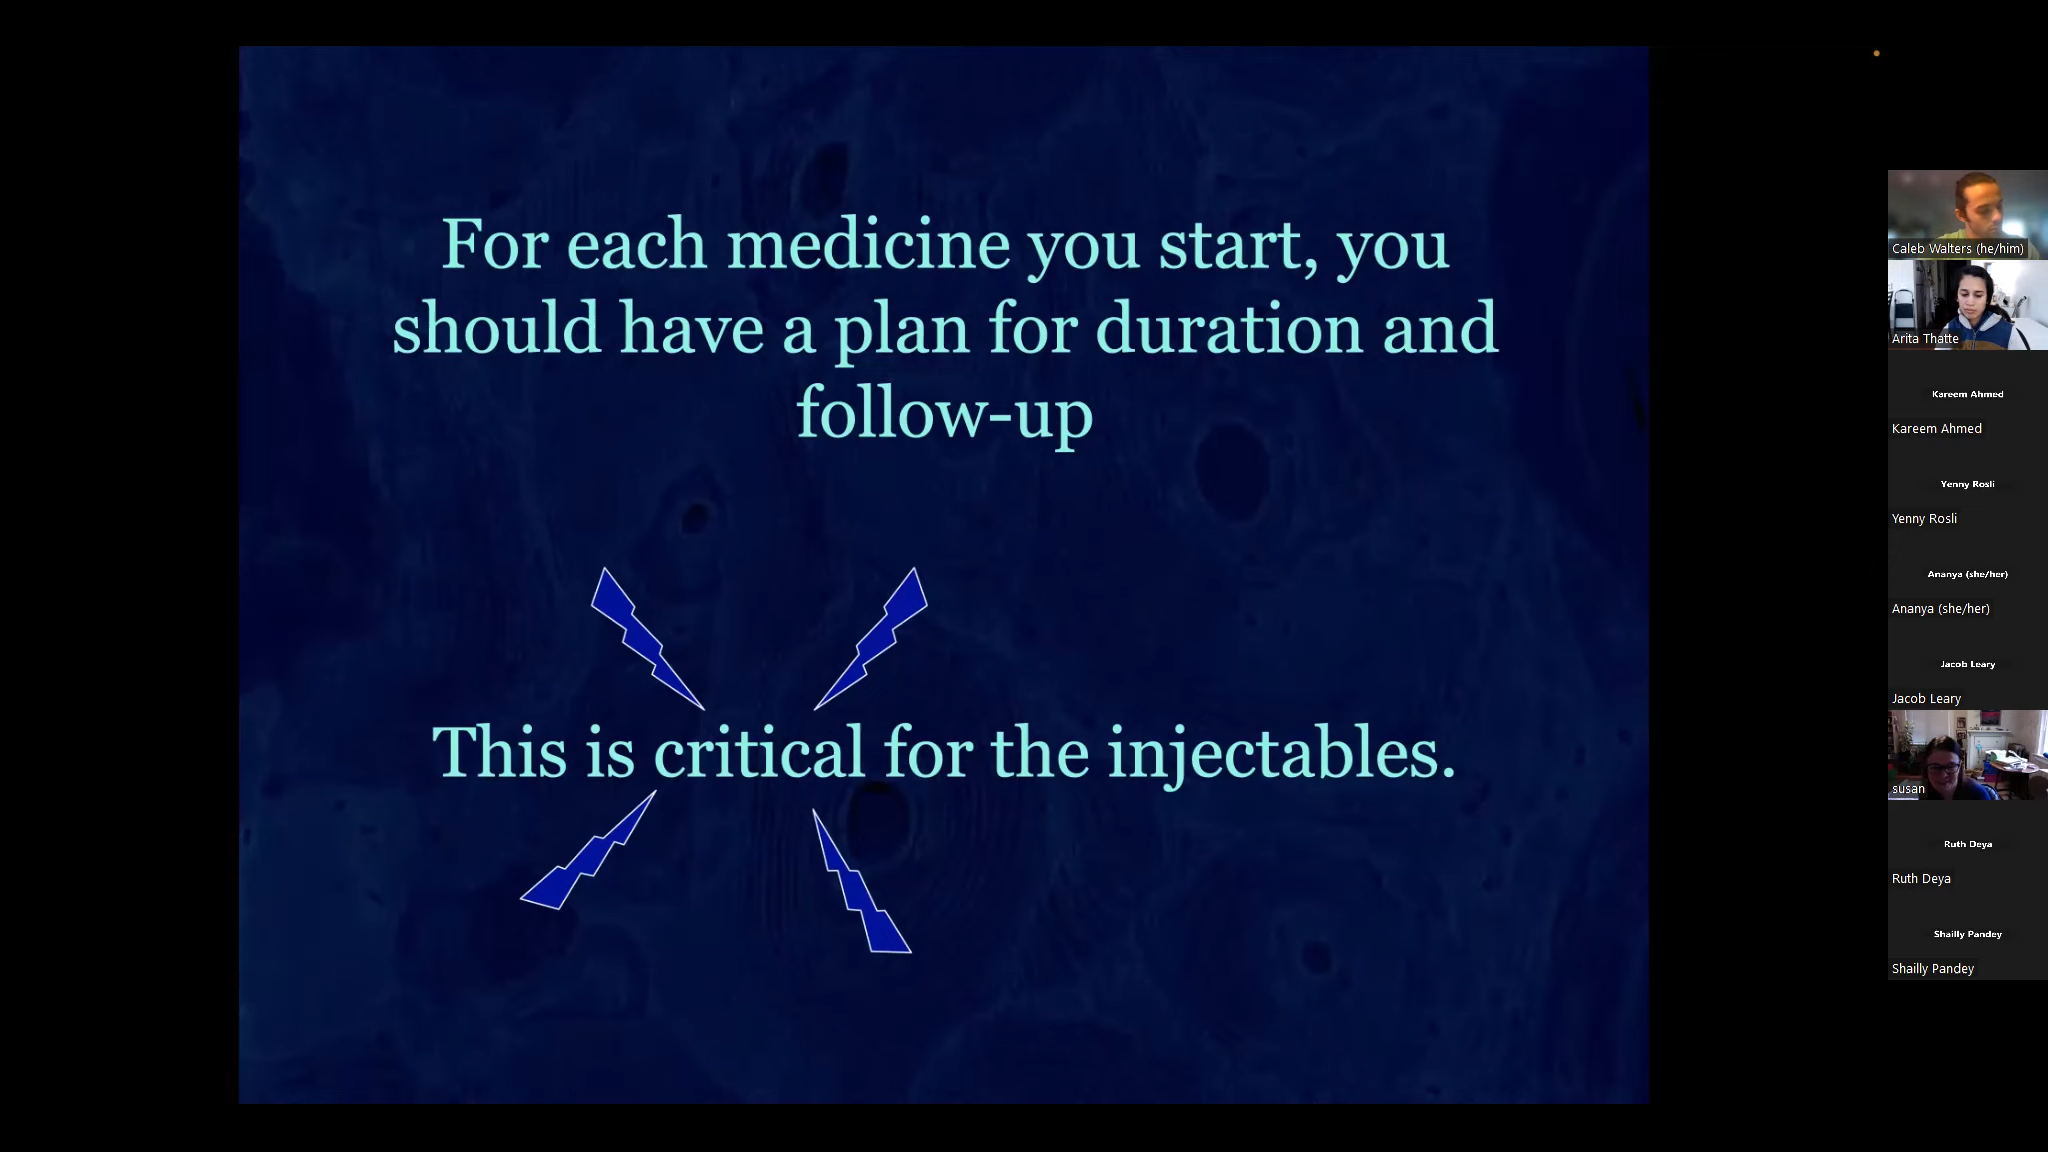 For each medicine you start, you
should have a plan for duration and
follow-up
This is critical for the injectables.
Caleb Walters (he/him)
Arita Thatte
Kareem Ahmed
Kareem Ahmed
Yenny Rosli
Yenny Rosli
Ananya (she/her)
Ananya (she/her)
Jacob Leary
Jacob Leary
susan
Ruth Deya
Ruth Deya
Shailly Pandey
Shailly Pandey